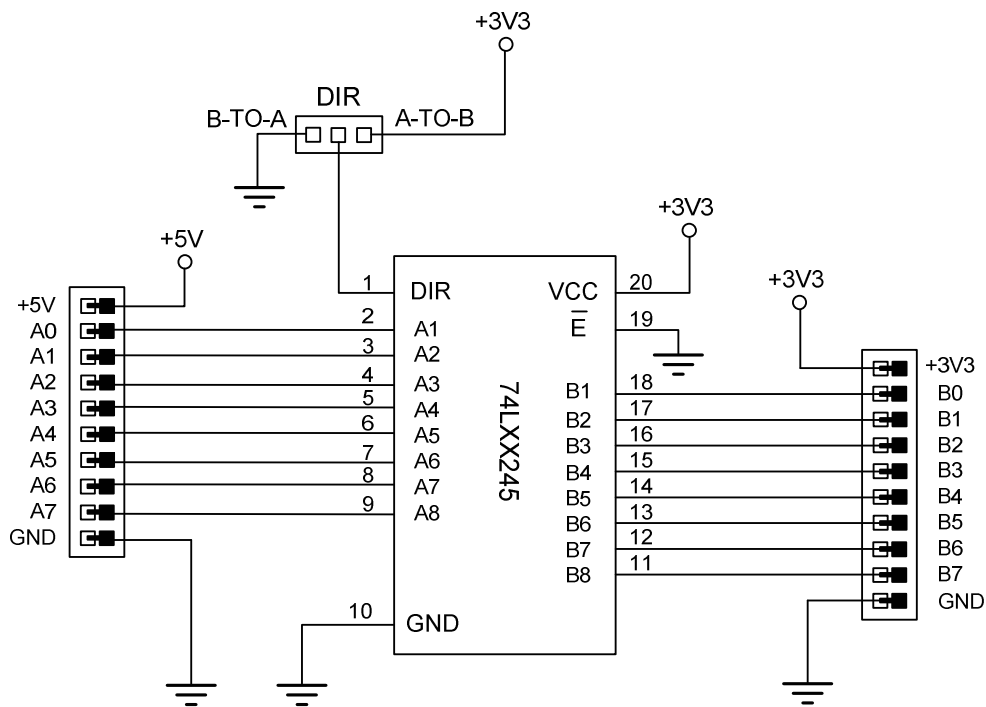 +3V3
DIR
B-TO-A
A-TO-B
+5V
+3V3
+3V3
+5V
A0
A1
A2
A3
A4
A5
A6
A7
GND
1
2
3
4
5
6
7
8
9
10
DIR
A1
A2
A3
A4
A5
A6
A7
A8
GND
74LXX245
VCC
E
B1
B2
B3
B4
B5
B6
B7
B8
20
19
18
17
16
15
14
13
12
11
+3V3
B0
B1
B2
B3
B4
B5
B6
B7
GND